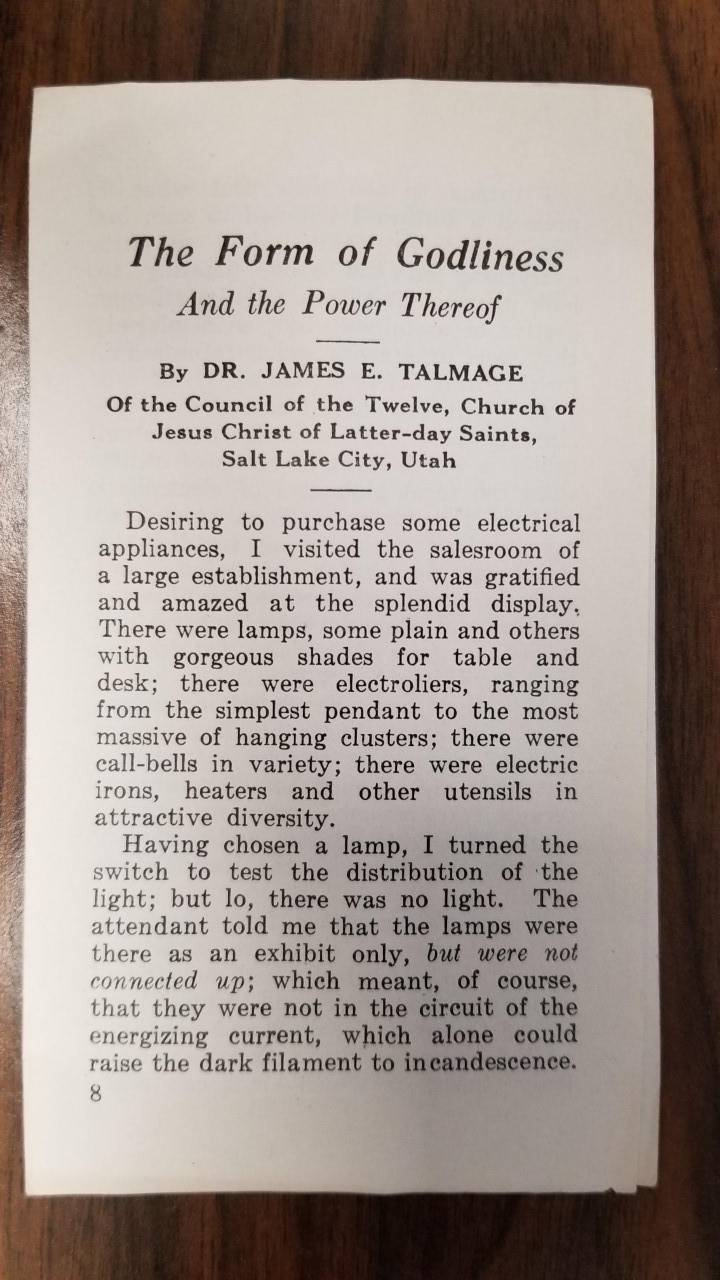 The Form of Godliness
And the Power Thereof
By DR. JAMES E. TALMAGE
Of the Council of the Twelve, Church of
Jesus Christ of Latter-day Saints,
Salt Lake City, Utah
Desiring to purchase some electrical
appliances, I visited the salesroom of
a large establishment, and was gratified
and amazed at the splendid display.
There were lamps, some plain and others
with gorgeous shades for table and
desk; there were electroliers, ranging
from the simplest pendant to the most
massive of hanging clusters; there were
call-bells in variety; there were electric
irons, heaters and other utensils in
attractive diversity.
Having chosen a lamp, I turned the
switch to test the distribution of the
light; but lo, there was no light. The
attendant told me that the lamps were
there as an exhibit only, but were not
connected up; which meant, of course,
that they were not in the circuit of the
energizing current, which alone could
raise the dark filament to incandescence.
8